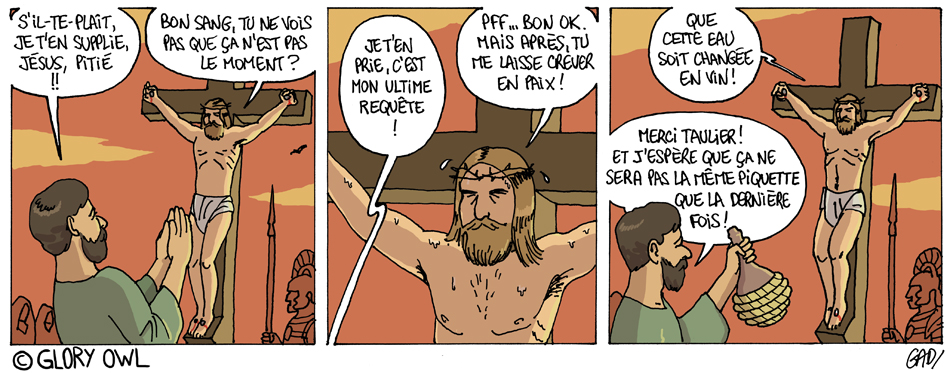 S'IL-TE-PLAÎT,
JE T'EN SUPPLIE,
JÉSUS, PITIÉ
!!
BON SANG, TU NE VOIS
PAS QUE ÇA N'EST PAS
LE MOMENT ?
JE T'EN
PRIE, C'EST
MON ULTIME
REQUÊTE
!
PFF... BON OK.
MAIS APRÈS, TU
ME LAISSE CREVER
EN PAIX !
QUE
CETTE EAU
SOIT CHANGÉE
EN VIN !
MERCI TAULIER !
ET J'ESPÈRE QUE ÇA NE
SERA PAS LA MÊME PIQUETTE
QUE LA DERNIÈRE
FOIS !
© GLORY OWL
GAD/